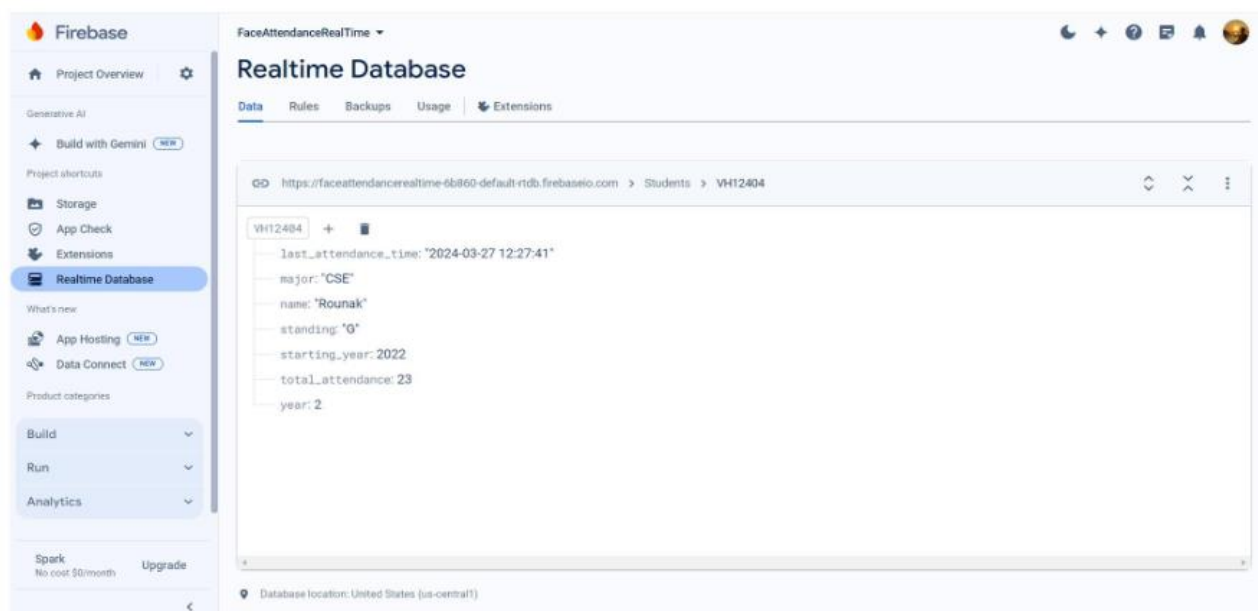 Firebase
Project Overview
Generative AI
Build with Gemini NEW
Project shortcuts
Storage
App Check
Extensions
Realtime Database
What's new
App Hosting NEW
Data Connect NEW
Product categories
Build
Run
Analytics
Spark
No cost $0/month
Upgrade
FaceAttendanceRealTime
Realtime Database
Data Rules Backups Usage Extensions
https://faceattendancerealtime-6b860-default-rtdb.firebaseio.com > Students > VH12404
VH12404
last_attendance_time: "2024-03-27 12:27:41"
major: "CSE"
name: "Rounak"
standing: "G"
starting_year: 2022
total_attendance: 23
year: 2
Database location: United States (us-central1)